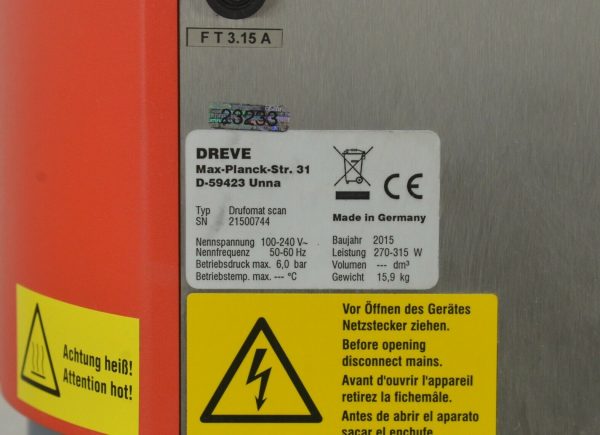 F T 3.15 A
23233
DREVE
Max-Planck-Str. 31
D-59423 Unna
Typ Drufomat scan
SN 21500744
Nennspannung 100-240 V~
Nennfrequenz 50-60 Hz
Betriebsdruck max. 6,0 bar
Betriebstemp. max. --- °C
CE
Made in Germany
Baujahr 2015
Leistung 270-315 W
Volumen --- dm³
Gewicht 15,9 kg
Achtung heiß!
Attention hot!
Vor Öffnen des Gerätes
Netzstecker ziehen.
Before opening
disconnect mains.
Avant d'ouvrir l'appareil
retirez la fichemâle.
Antes de abrir el aparato
sacar el enchufe